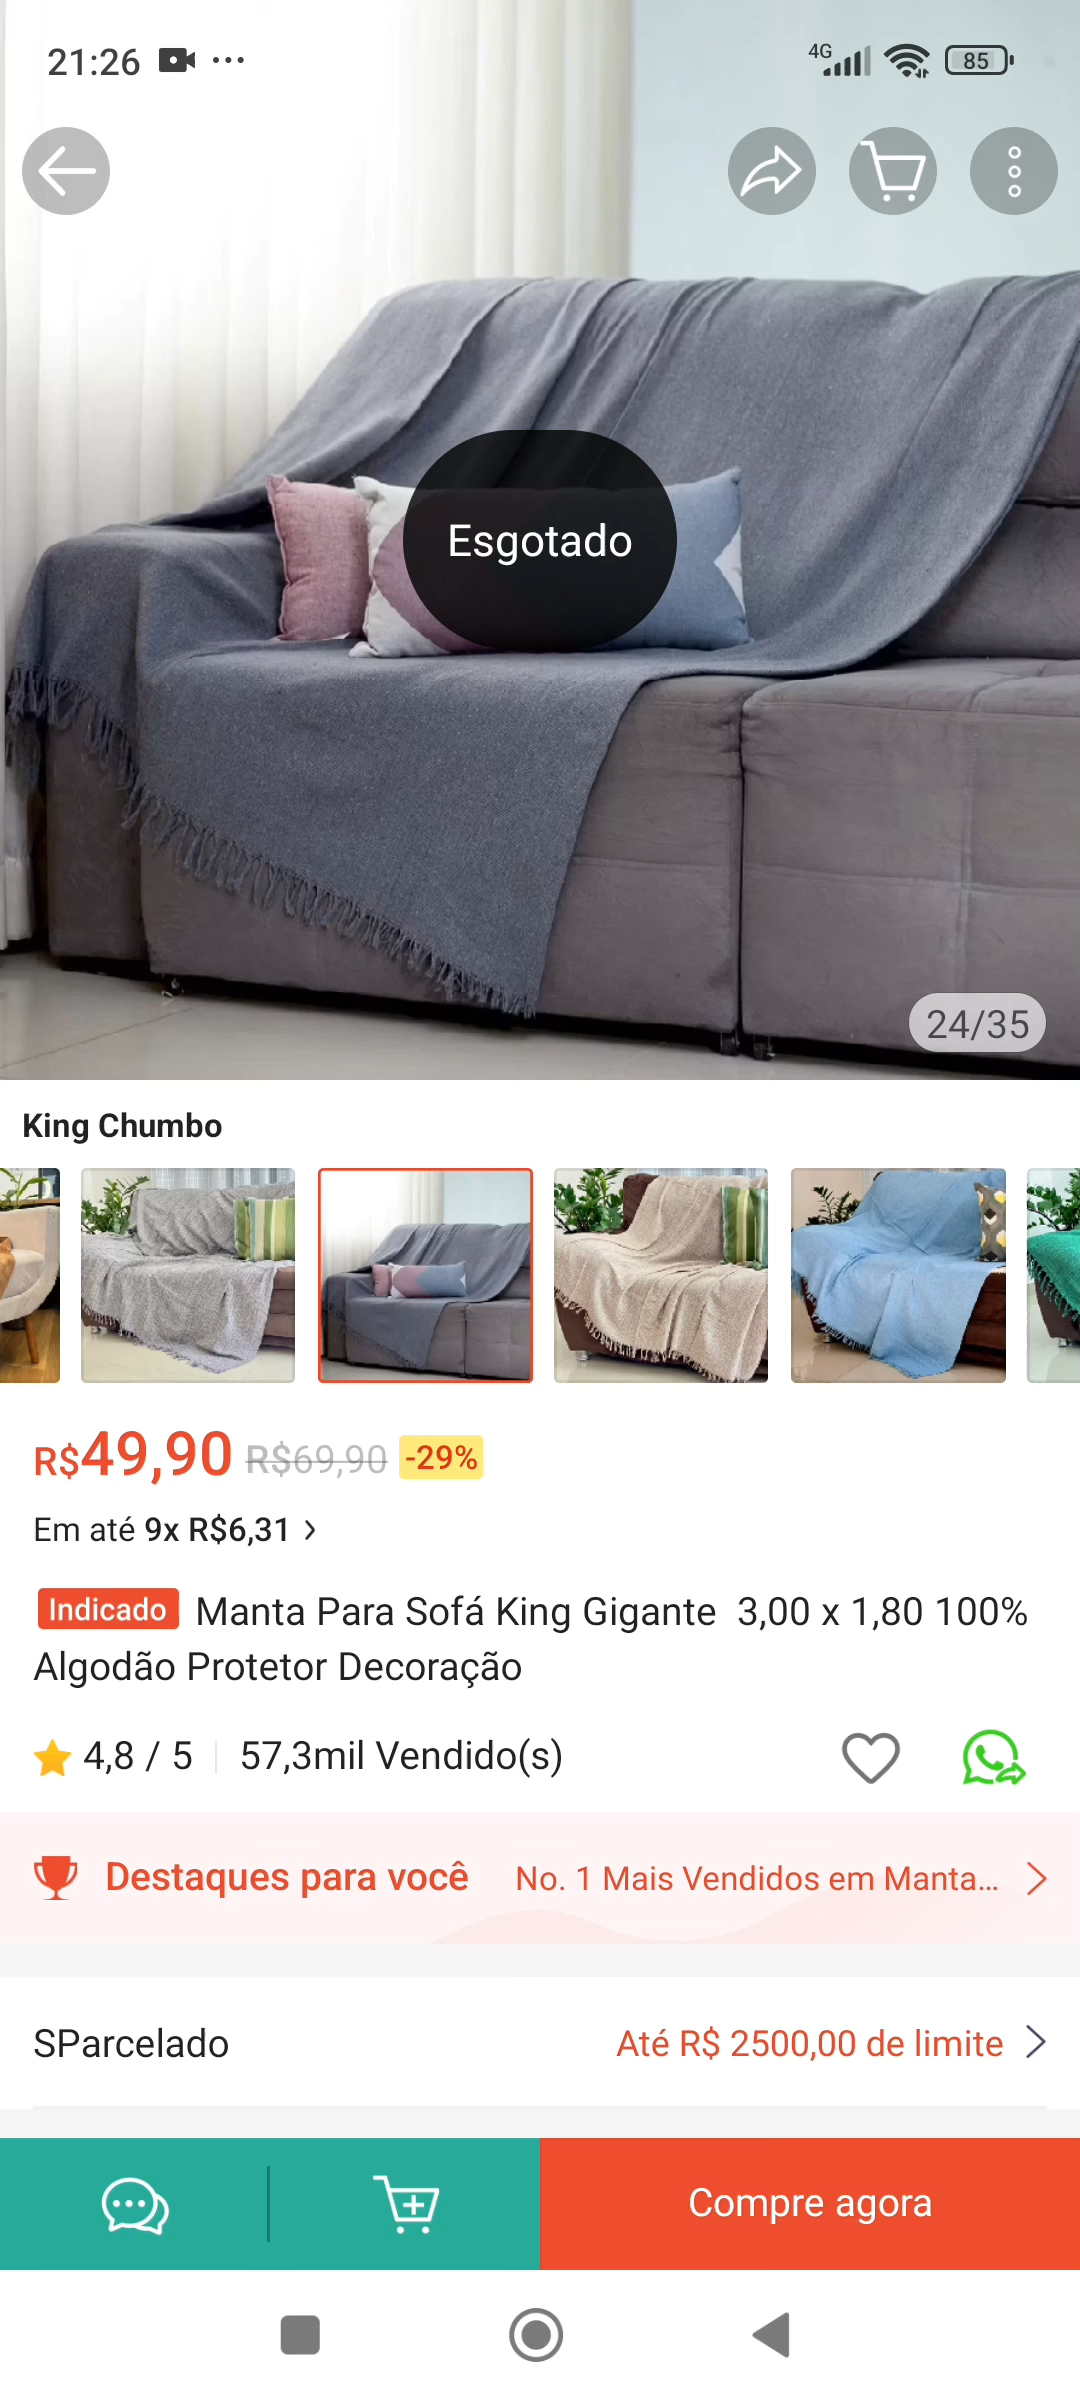 21:26
4G
85
Esgotado
24/35
King Chumbo
R$49,90 R$69,90 -29%
Em até 9x R$6,31
Indicado Manta Para Sofá King Gigante 3,00 x 1,80 100%
Algodão Protetor Decoração
4,8 / 5 57,3mil Vendido(s)
Destaques para você No. 1 Mais Vendidos em Manta...
SParcelado Até R$ 2500,00 de limite
Compre agora